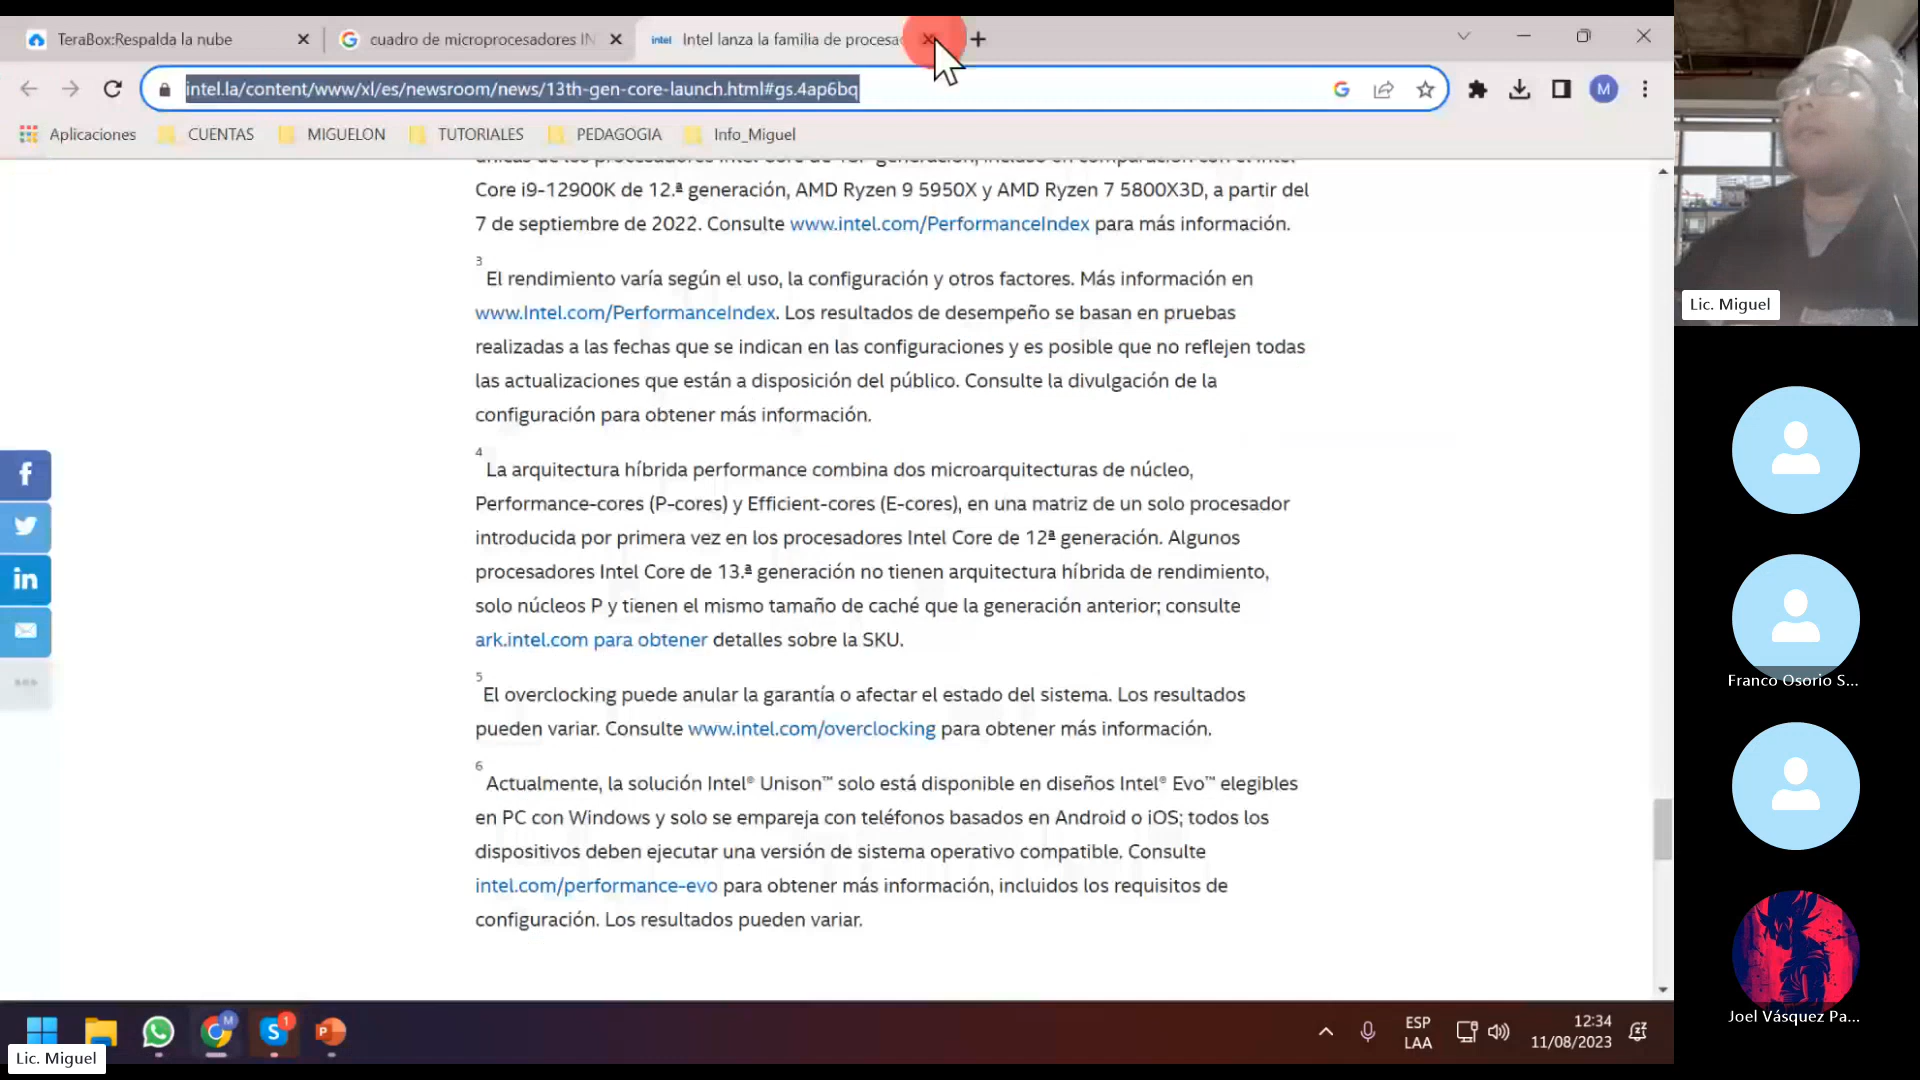 TeraBox:Respalda la nube
cuadro de microprocesadores IN
intel Intel lanza la familia de procesa
intel.la/content/www/xl/es/newsroom/news/13th-gen-core-launch.html#gs.4ap6bq
M
Aplicaciones CUENTAS MIGUELON TUTORIALES PEDAGOGIA Info_Miguel
Core i9-12900K de 12.ª generación, AMD Ryzen 9 5950X y AMD Ryzen 7 5800X3D, a partir del
7 de septiembre de 2022. Consulte www.intel.com/PerformanceIndex para más información.
3 El rendimiento varía según el uso, la configuración y otros factores. Más información en
www.Intel.com/PerformanceIndex. Los resultados de desempeño se basan en pruebas
realizadas a las fechas que se indican en las configuraciones y es posible que no reflejen todas
las actualizaciones que están a disposición del público. Consulte la divulgación de la
configuración para obtener más información.
4 La arquitectura híbrida performance combina dos microarquitecturas de núcleo,
Performance-cores (P-cores) y Efficient-cores (E-cores), en una matriz de un solo procesador
introducida por primera vez en los procesadores Intel Core de 12ª generación. Algunos
procesadores Intel Core de 13.ª generación no tienen arquitectura híbrida de rendimiento,
solo núcleos P y tienen el mismo tamaño de caché que la generación anterior; consulte
ark.intel.com para obtener detalles sobre la SKU.
5 El overclocking puede anular la garantía o afectar el estado del sistema. Los resultados
pueden variar. Consulte www.intel.com/overclocking para obtener más información.
6 Actualmente, la solución Intel® Unison™ solo está disponible en diseños Intel® Evo™ elegibles
en PC con Windows y solo se empareja con teléfonos basados en Android o iOS; todos los
dispositivos deben ejecutar una versión de sistema operativo compatible. Consulte
intel.com/performance-evo para obtener más información, incluidos los requisitos de
configuración. Los resultados pueden variar.
Lic. Miguel
Franco Osorio S...
Joel Vásquez Pa...
ESP
LAA
12:34
11/08/2023
Lic. Miguel